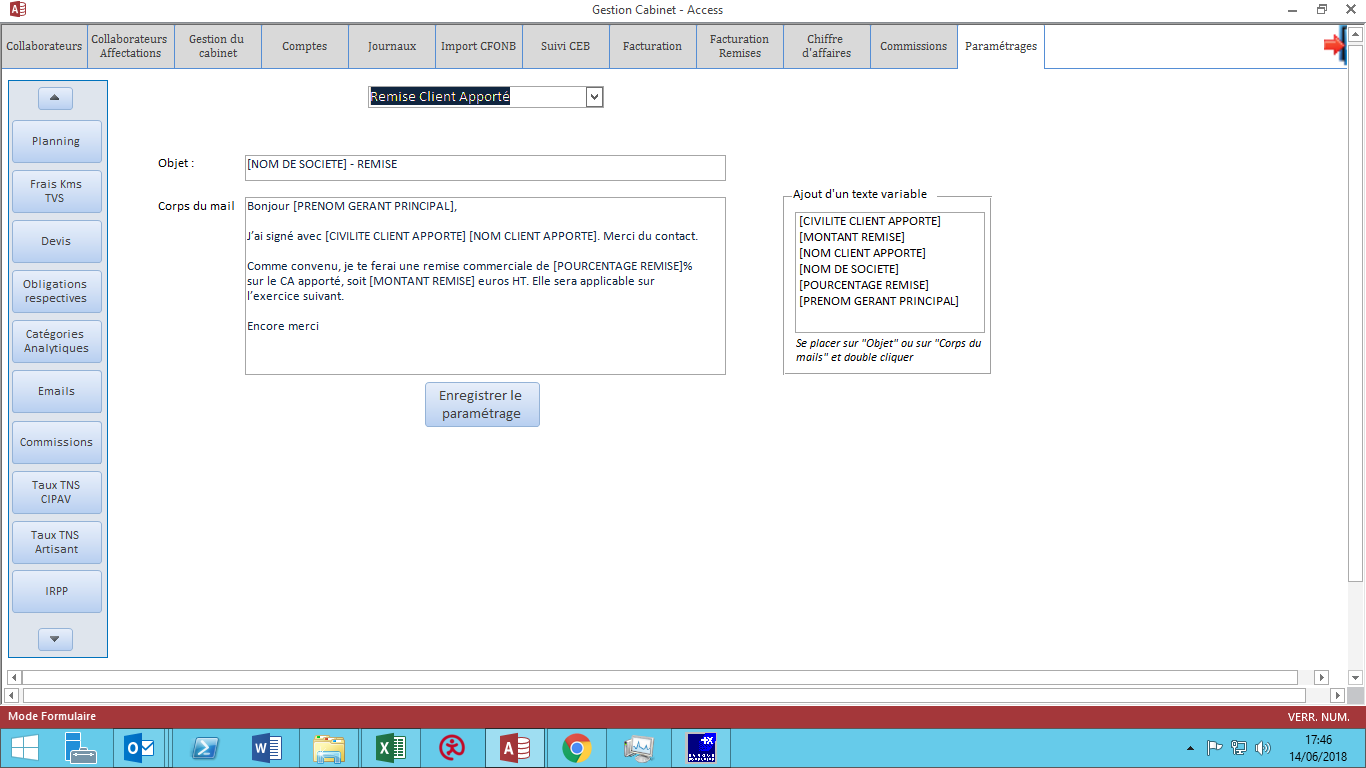 Gestion Cabinet - Access
Collaborateurs
Collaborateurs
Affectations
Gestion du
cabinet
Comptes
Journaux
Import CFONB
Suivi CEB
Facturation
Facturation
Remises
Chiffre
d'affaires
Commissions
Paramétrages
Remise Client Apporté
Planning
Frais Kms
TVS
Devis
Obligations
respectives
Catégories
Analytiques
Emails
Commissions
Taux TNS
CIPAV
Taux TNS
Artisant
IRPP
Objet :
[NOM DE SOCIETE] - REMISE
Corps du mail
Bonjour [PRENOM GERANT PRINCIPAL],
J'ai signé avec [CIVILITE CLIENT APPORTE] [NOM CLIENT APPORTE]. Merci du contact.
Comme convenu, je te ferai une remise commerciale de [POURCENTAGE REMISE]%
sur le CA apporté, soit [MONTANT REMISE] euros HT. Elle sera applicable sur
l'exercice suivant.
Encore merci
Enregistrer le
paramétrage
Ajout d'un texte variable
[CIVILITE CLIENT APPORTE]
[MONTANT REMISE]
[NOM CLIENT APPORTE]
[NOM DE SOCIETE]
[POURCENTAGE REMISE]
[PRENOM GERANT PRINCIPAL]
Se placer sur "Objet" ou sur "Corps du
mails" et double cliquer
Mode Formulaire
VERR. NUM.
17:46
14/06/2018